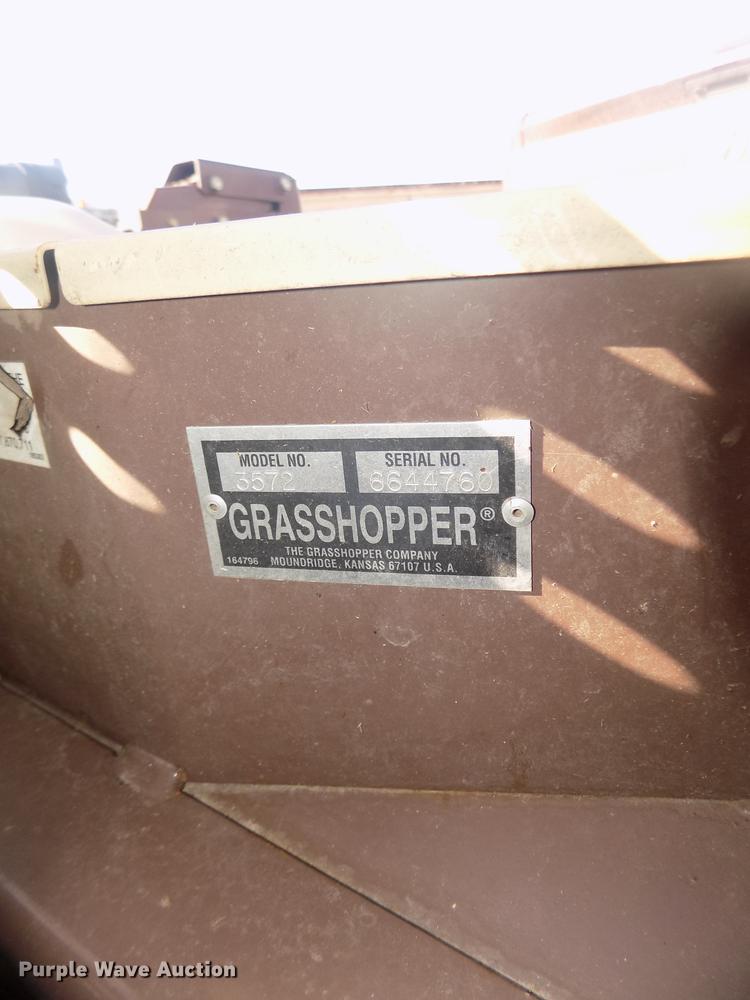 MODEL NO.
SERIAL NO.
3572
6644760
GRASSHOPPER®
THE GRASSHOPPER COMPANY
164796 MOUNDRIDGE, KANSAS 67107 U.S.A.
Purple Wave Auction